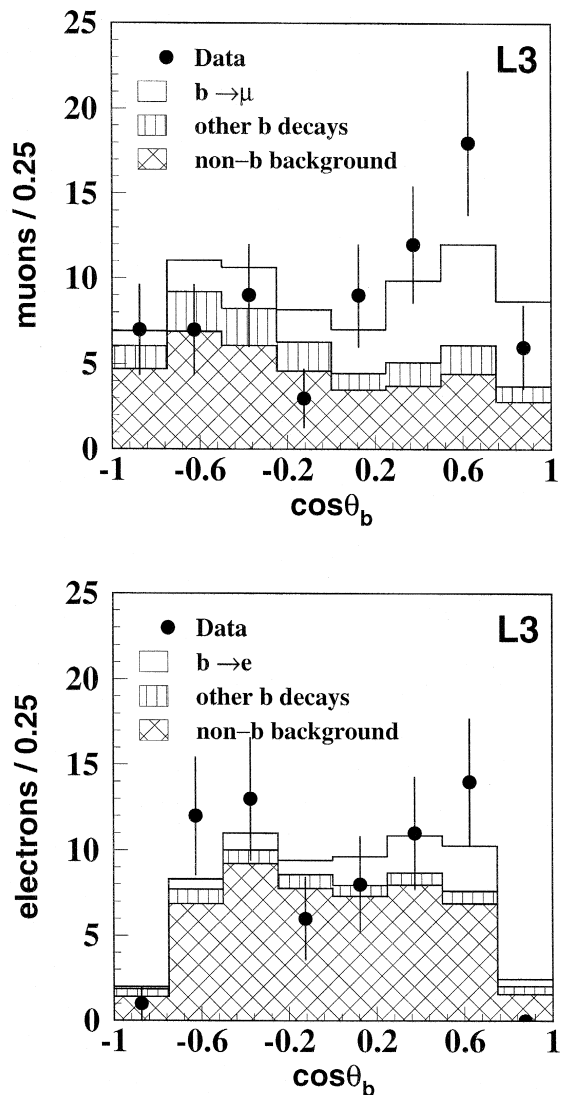 25
20
15
10
5
0
muons / 0.25
L3
Data
b →μ
other b decays
non–b background
-1 -0.6 -0.2 0.2 0.6 1
cosθb
25
20
15
10
5
0
electrons / 0.25
L3
Data
b →e
other b decays
non–b background
-1 -0.6 -0.2 0.2 0.6 1
cosθb